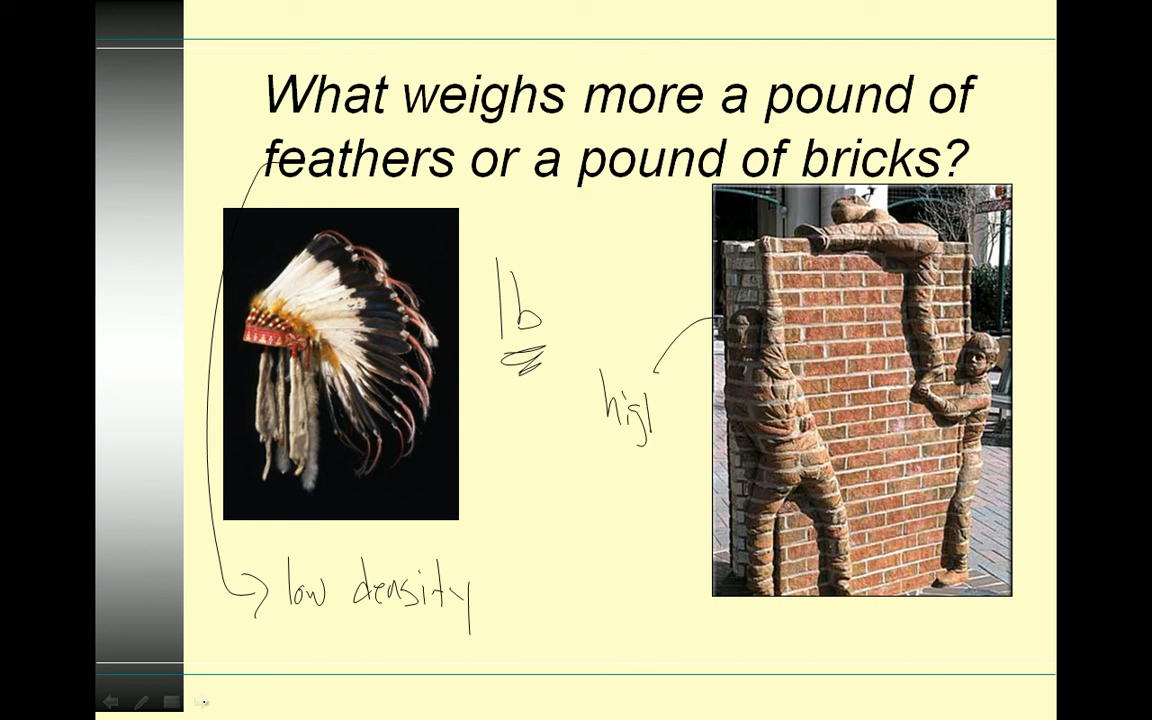 What weighs more a pound of
feathers or a pound of bricks?
lb
high
low density